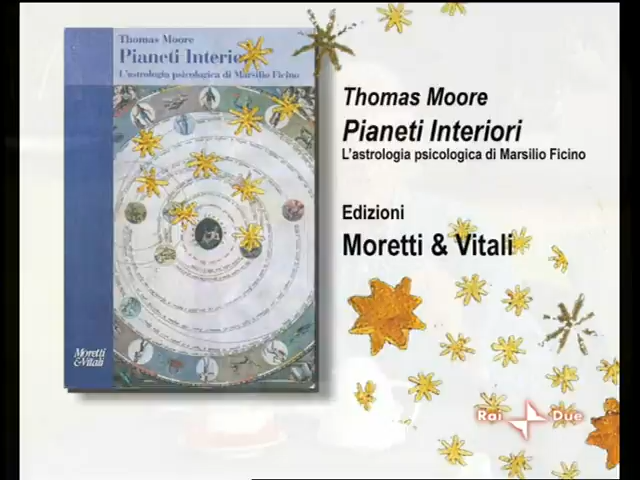 Thomas Moore
Pianeti Interio
L'astrologia psicologica di Marsilio Ficino
Moretti
&Vitali
Thomas Moore
Pianeti Interiori
L'astrologia psicologica di Marsilio Ficino
Edizioni
Moretti & Vitali
Rai Due